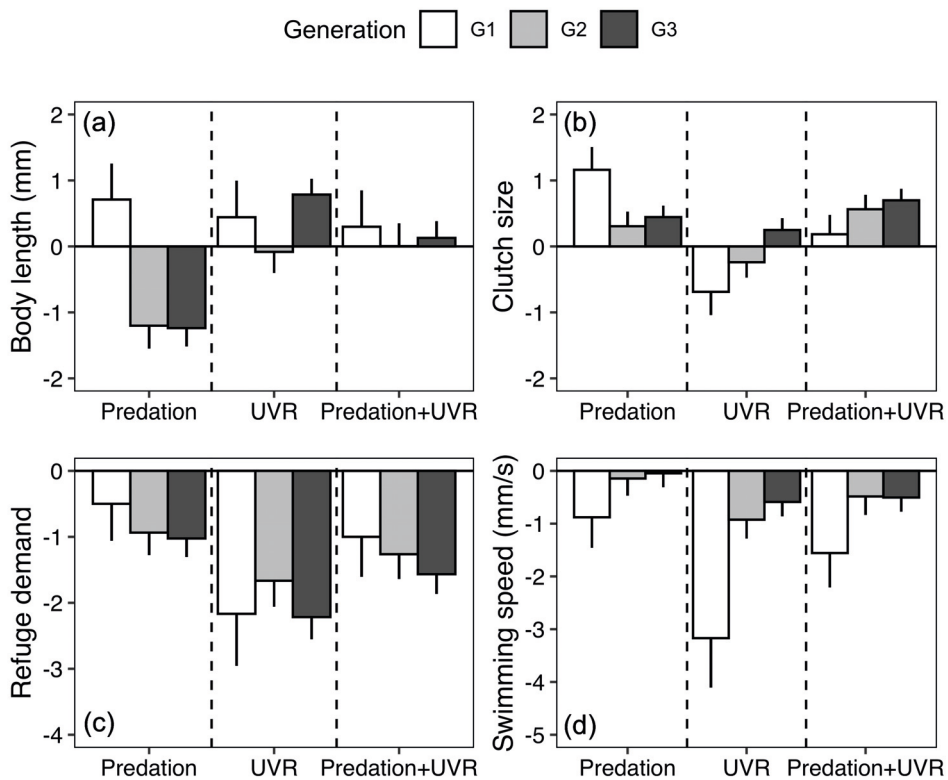 Generation G1 G2 G3
(a)
Body length (mm)
2
1
0
-1
-2
Predation UVR Predation+UVR
(b)
Clutch size
2
1
0
-1
-2
Predation UVR Predation+UVR
(c)
Refuge demand
0
-1
-2
-3
-4
Predation UVR Predation+UVR
(d)
Swimming speed (mm/s)
0
-1
-2
-3
-4
-5
Predation UVR Predation+UVR